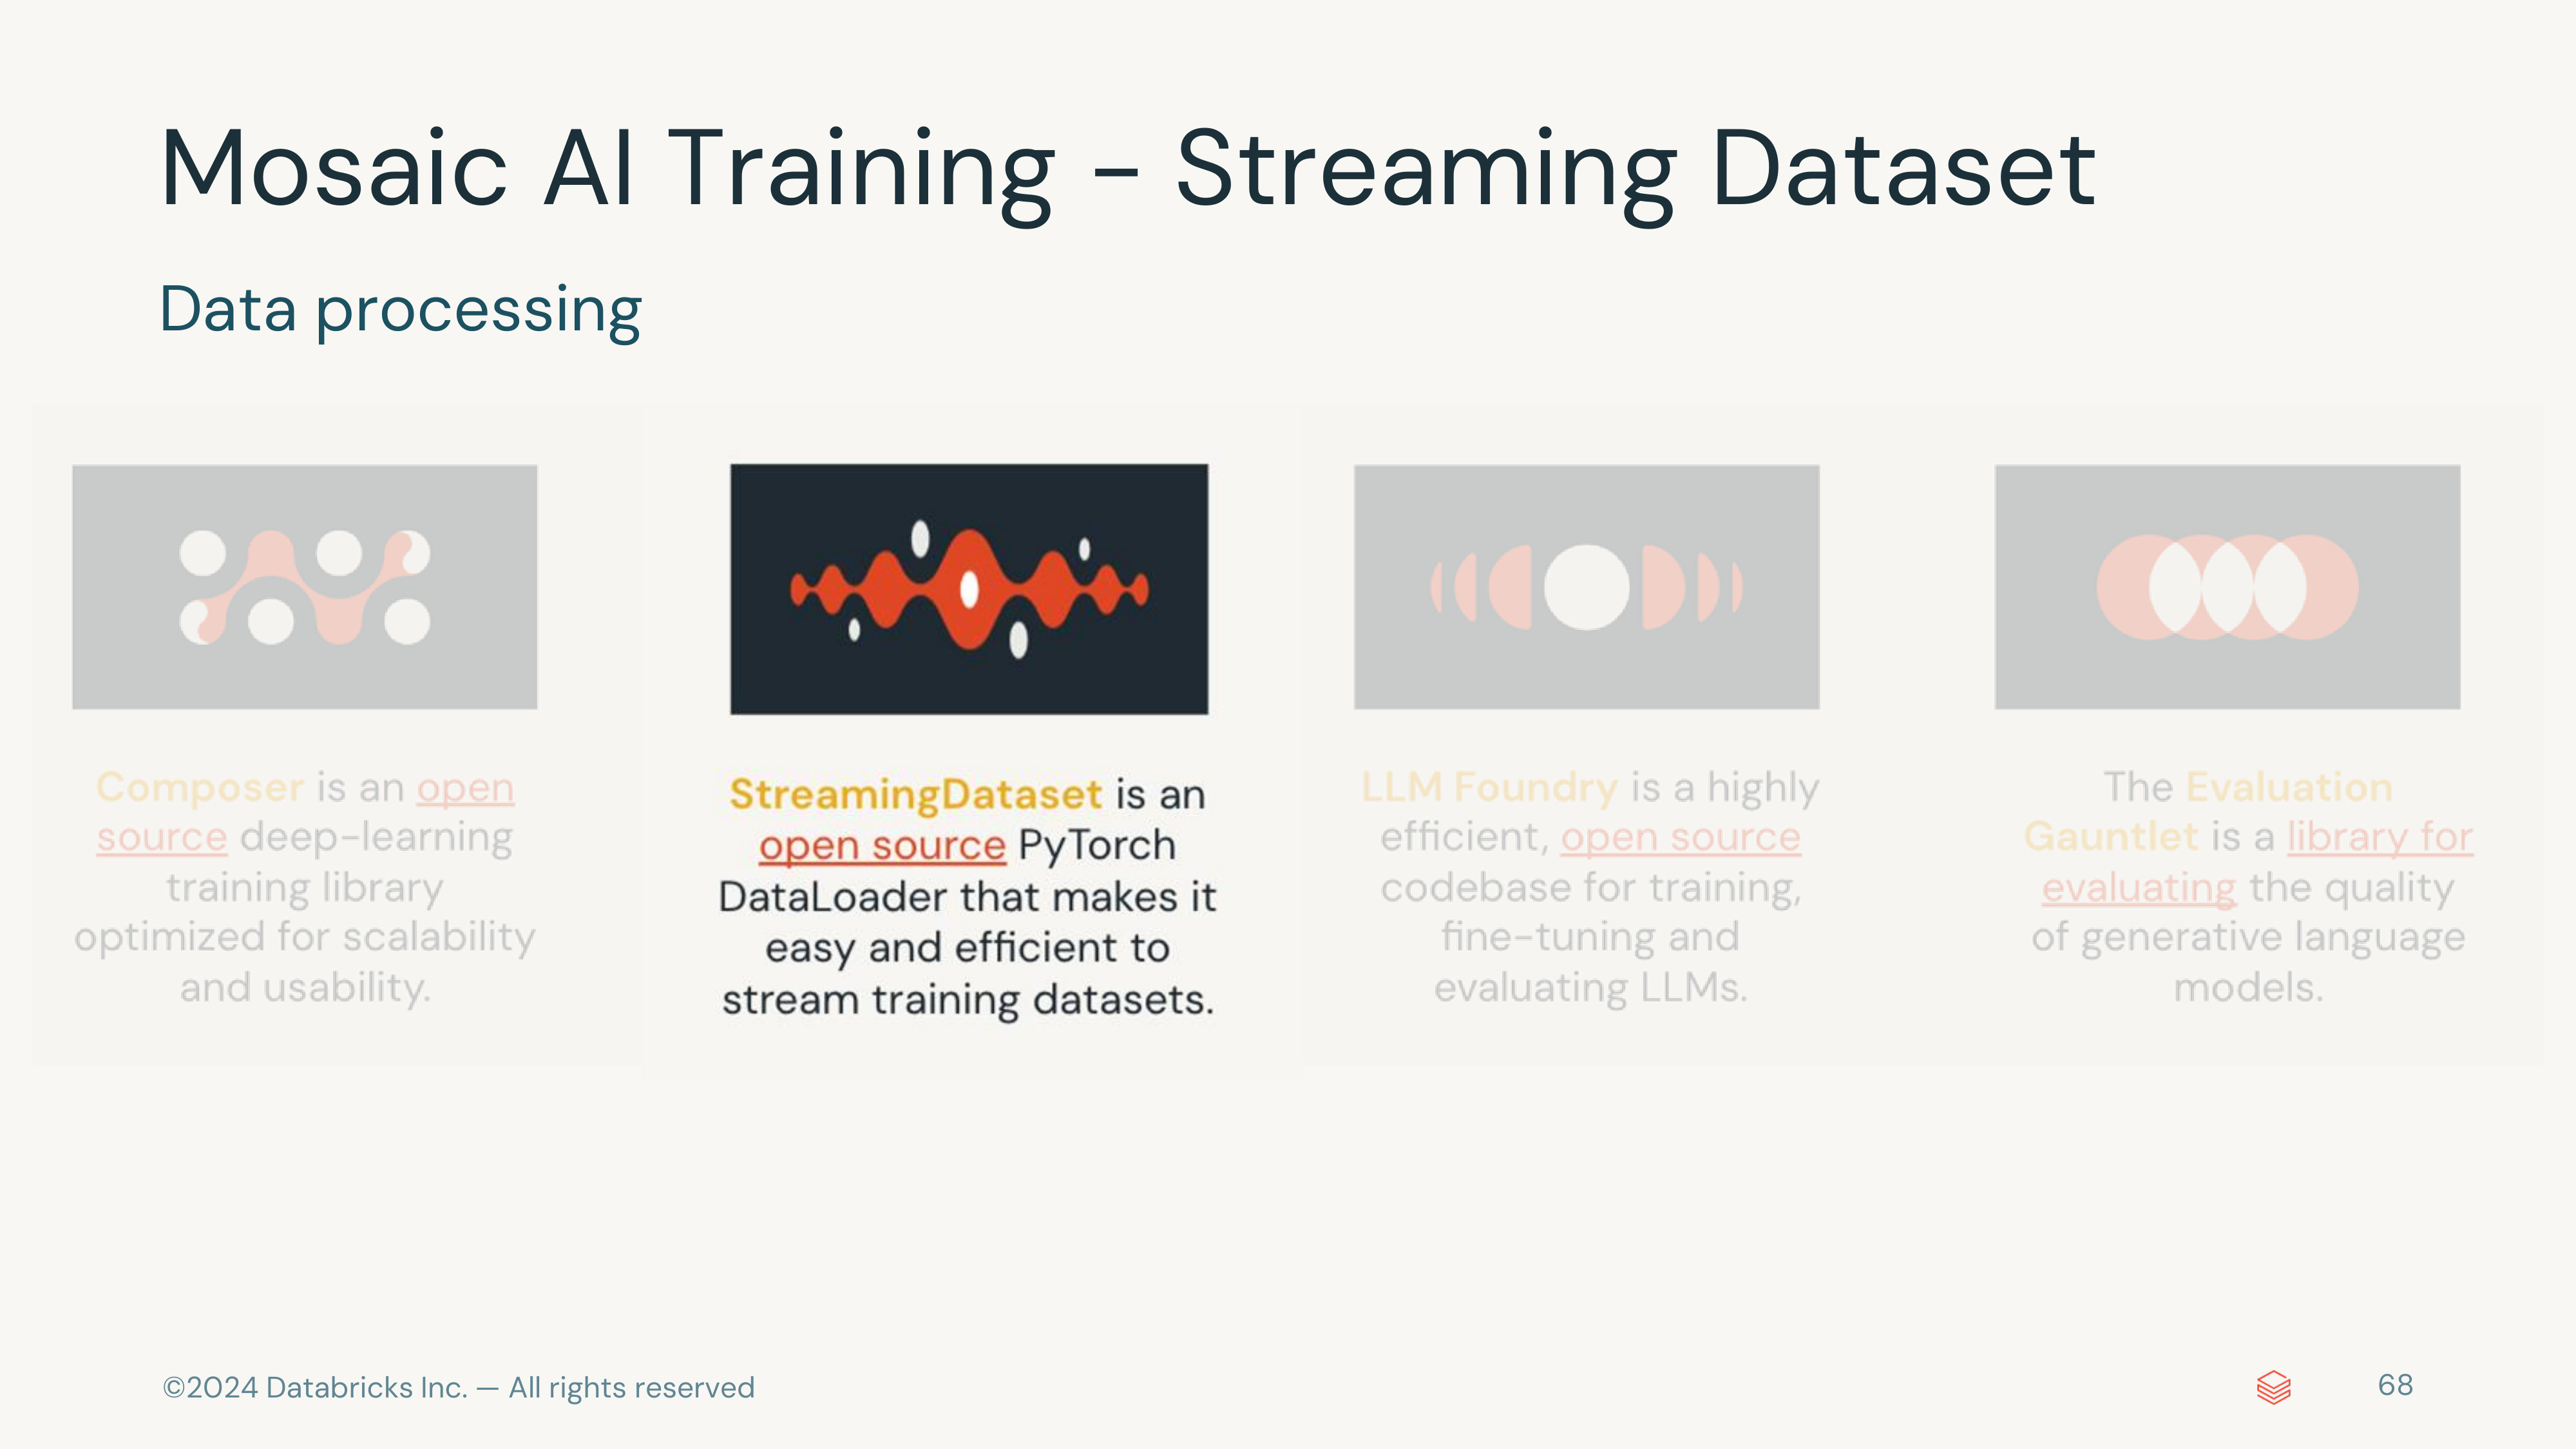 Mosaic AI Training - Streaming Dataset
Data processing
Composer is an open
source deep-learning
training library
optimized for scalability
and usability.
StreamingDataset is an
open source PyTorch
DataLoader that makes it
easy and efficient to
stream training datasets.
LLM Foundry is a highly
efficient, open source
codebase for training,
fine-tuning and
evaluating LLMs.
The Evaluation
Gauntlet is a library for
evaluating the quality
of generative language
models.
©2024 Databricks Inc. — All rights reserved
68